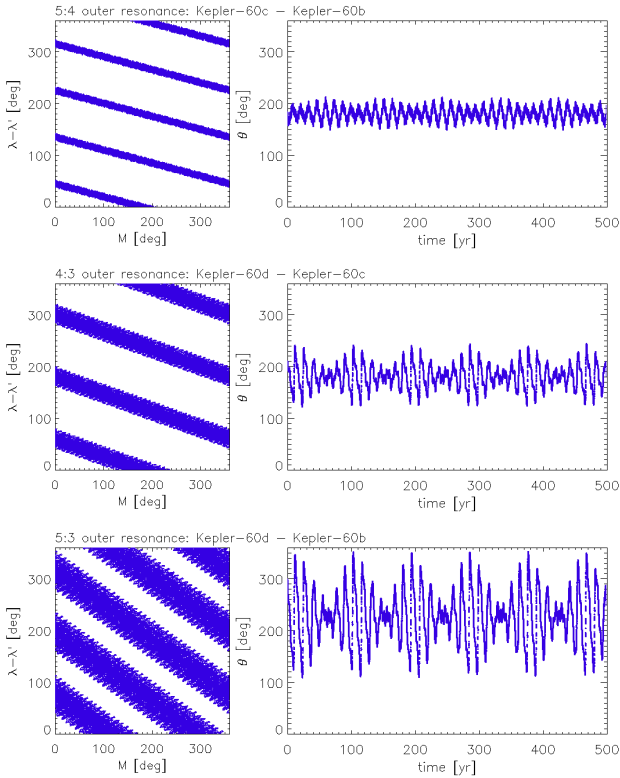 5:4 outer resonance: Kepler-60c - Kepler-60b
300
200
100
0
λ-λ' [deg]
0 100 200 300
M [deg]
300
200
100
0
θ [deg]
0 100 200 300 400 500
time [yr]
4:3 outer resonance: Kepler-60d - Kepler-60c
300
200
100
0
λ-λ' [deg]
0 100 200 300
M [deg]
300
200
100
0
θ [deg]
0 100 200 300 400 500
time [yr]
5:3 outer resonance: Kepler-60d - Kepler-60b
300
200
100
0
λ-λ' [deg]
0 100 200 300
M [deg]
300
200
100
0
θ [deg]
0 100 200 300 400 500
time [yr]